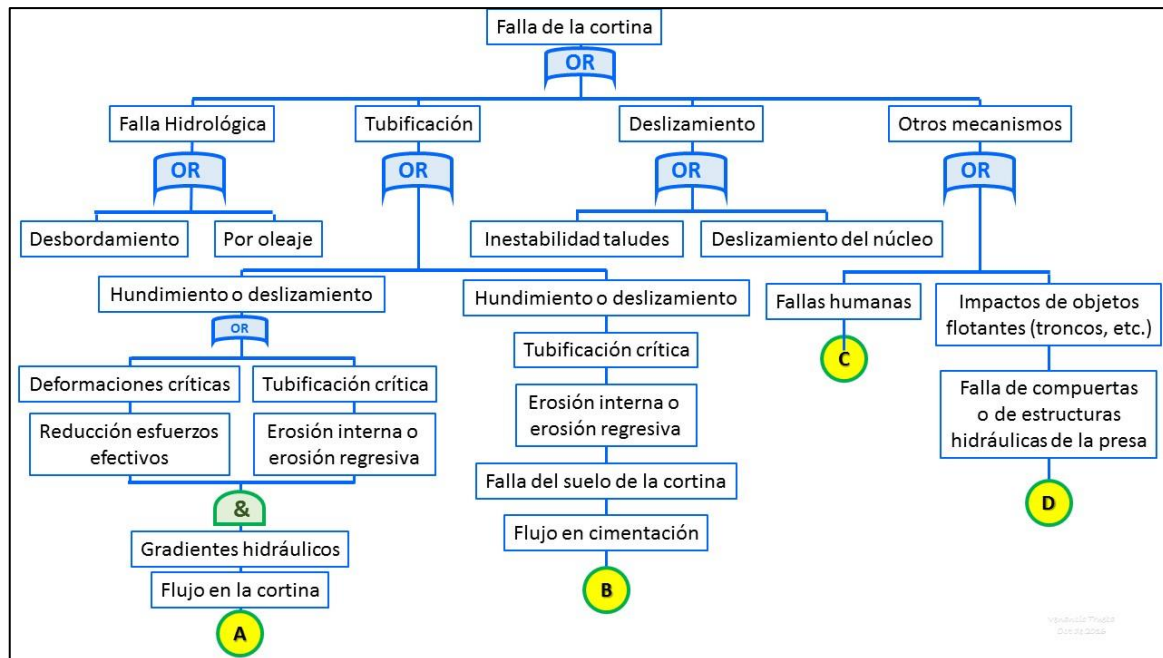 Falla de la cortina
OR
Falla Hidrológica
Tubificación
Deslizamiento
Otros mecanismos
OR
OR
OR
OR
Desbordamiento
Por oleaje
Inestabilidad taludes
Deslizamiento del núcleo
Hundimiento o deslizamiento
Hundimiento o deslizamiento
Fallas humanas
Impactos de objetos
flotantes (troncos, etc.)
OR
Tubificación crítica
C
Deformaciones críticas
Tubificación crítica
Falla de compuertas
o de estructuras
hidráulicas de la presa
Reducción esfuerzos
efectivos
Erosión interna o
erosión regresiva
Erosión interna o
erosión regresiva
Falla del suelo de la cortina
D
&
Gradientes hidráulicos
Flujo en cimentación
Flujo en la cortina
B
A